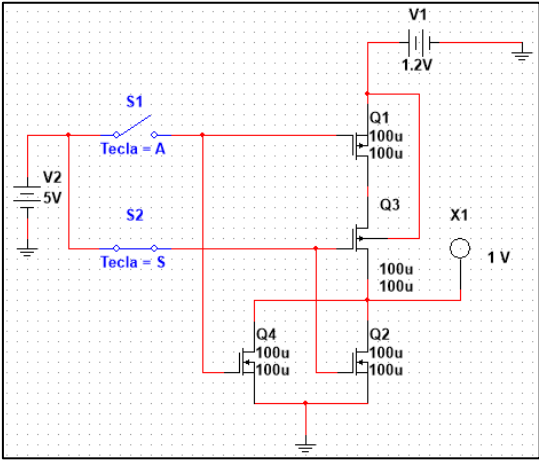 V1
1.2V
S1
Tecla = A
Q1
100u
100u
V2
5V
S2
Tecla = S
Q3
100u
100u
X1
1 V
Q4
100u
100u
Q2
100u
100u